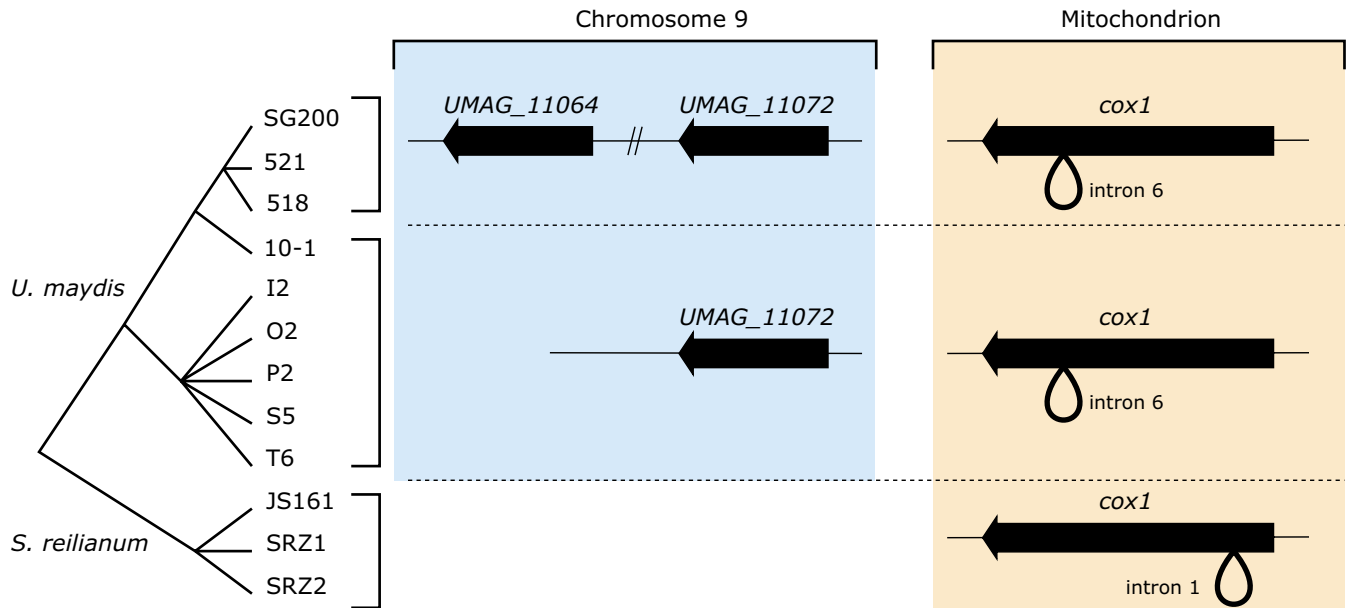 Chromosome 9
Mitochondrion
UMAG_11064
UMAG_11072
cox1
SG200
521
518
intron 6
10-1
I2
U. maydis
O2
P2
S5
T6
UMAG_11072
cox1
intron 6
JS161
S. reilianum
SRZ1
SRZ2
cox1
intron 1